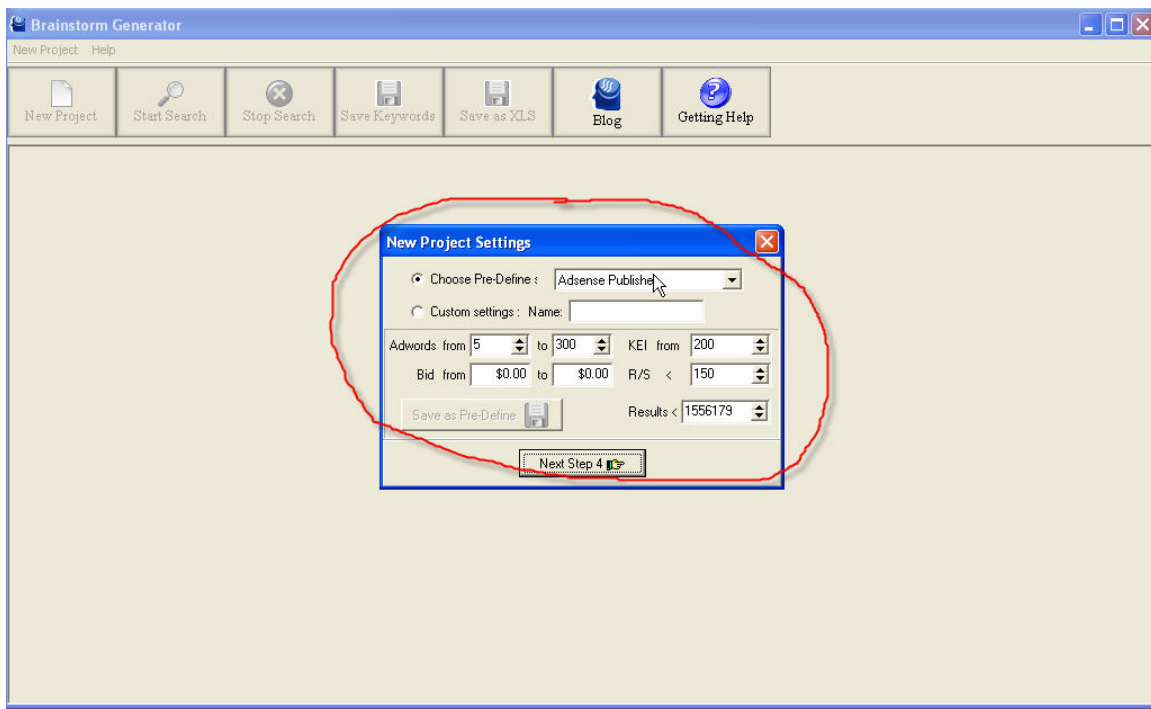 Brainstorm Generator
New Project Help
New Project Start Search Stop Search Save Keywords Save as XLS Blog Getting Help
New Project Settings
Choose Pre-Define : Adsense Publisher
Custom settings : Name:
Adwords from 5 to 300 KEI from 200
Bid from $0.00 to $0.00 R/S < 150
Save as Pre-Define Results < 1556179
Next Step 4